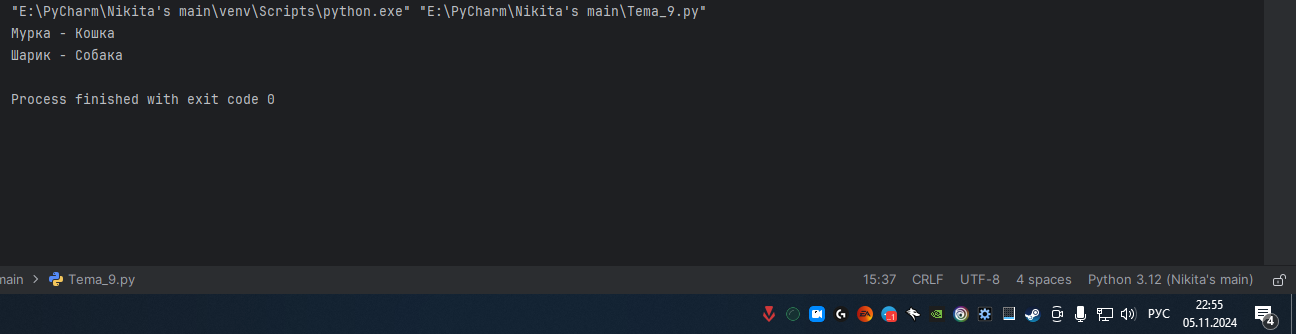 "E:\PyCharm\Nikita's main\venv\Scripts\python.exe" "E:\PyCharm\Nikita's main\Tema_9.py"
Мурка - Кошка
Шарик - Собака
Process finished with exit code 0
main > Tema_9.py 15:37 CRLF UTF-8 4 spaces Python 3.12 (Nikita's main)
РУС 22:55
05.11.2024 4